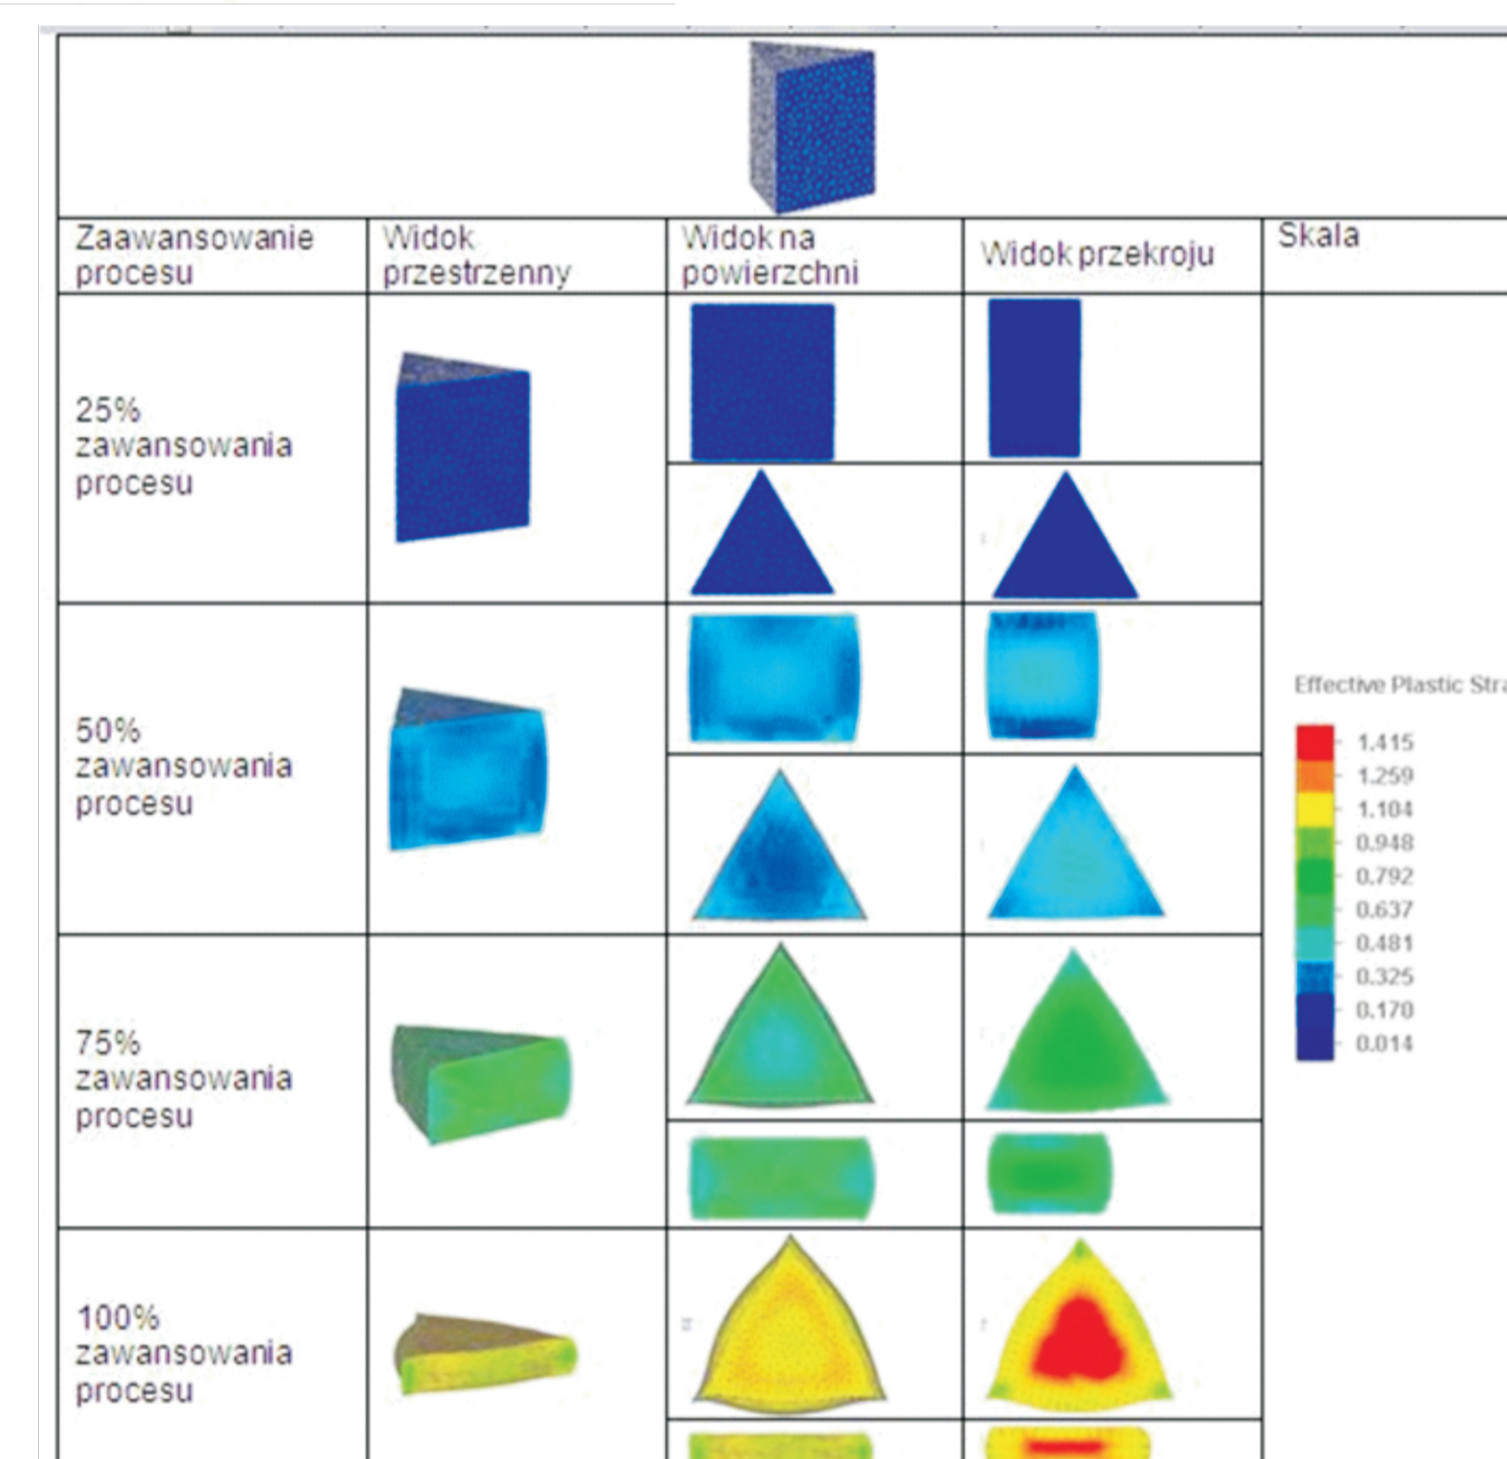 Zaawansowanie
procesu
Widok
przestrzenny
Widok na
powierzchni
Widok przekroju
Skala
25%
zawansowania
procesu
50%
zawansowania
procesu
75%
zawansowania
procesu
100%
zawansowania
procesu
Effective Plastic Stra
1.415
1.259
1.104
0.948
0.792
0.637
0.481
0.325
0.170
0.014